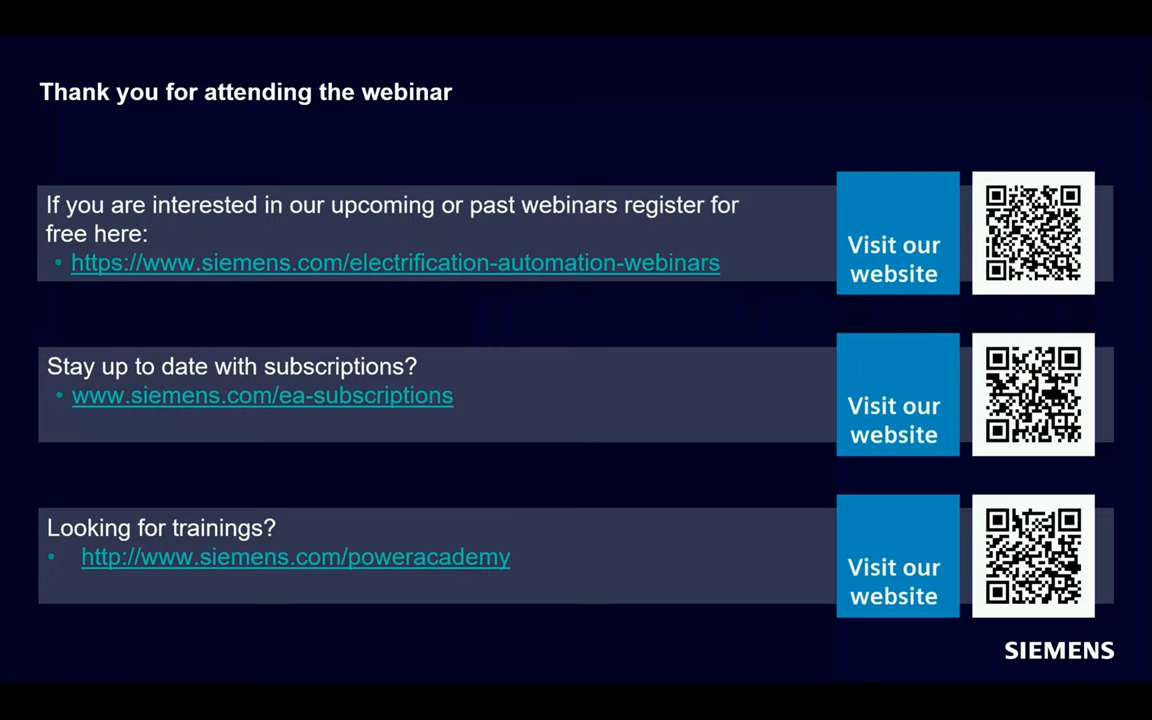 Thank you for attending the webinar
If you are interested in our upcoming or past webinars register for
free here:
• https://www.siemens.com/electrification-automation-webinars
Visit our
website
Stay up to date with subscriptions?
• www.siemens.com/ea-subscriptions
Visit our
website
Looking for trainings?
• http://www.siemens.com/poweracademy
Visit our
website
SIEMENS